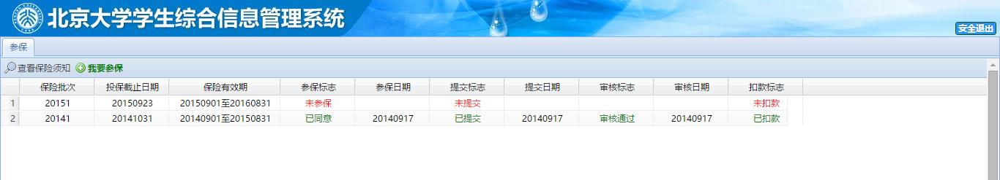 北京大学学生综合信息管理系统
安全退出
参保
查看保险须知 我要参保
保险批次 投保截止日期 保险有效期 参保标志 参保日期 提交标志 提交日期 审核标志 审核日期 扣款标志
1 20151 20150923 20150901至20160831 未参保 未提交 未扣款
2 20141 20141031 20140901至20150831 已同意 20140917 已提交 20140917 审核通过 20140917 已扣款